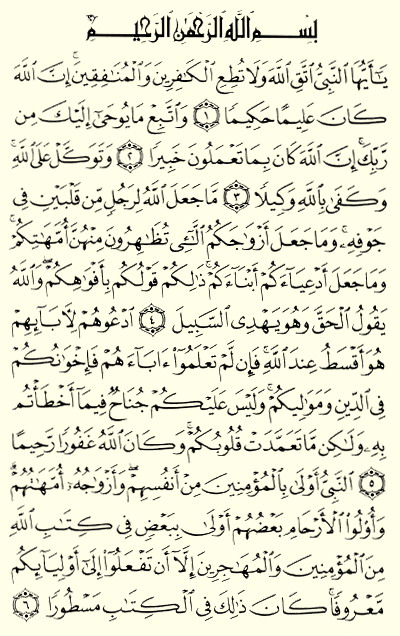 بِسْمِ ٱللَّهِ ٱلرَّحْمَٰنِ ٱلرَّحِيمِ
يَٰٓأَيُّهَا ٱلنَّبِىُّ ٱتَّقِ ٱللَّهَ وَلَا تُطِعِ ٱلْكَٰفِرِينَ وَٱلْمُنَٰفِقِينَۗ إِنَّ ٱللَّهَ
كَانَ عَلِيمًا حَكِيمًا ۝١ وَٱتَّبِعْ مَا يُوحَىٰٓ إِلَيْكَ مِن
رَّبِّكَۚ إِنَّ ٱللَّهَ كَانَ بِمَا تَعْمَلُونَ خَبِيرًا ۝٢ وَتَوَكَّلْ عَلَى ٱللَّهِۚ
وَكَفَىٰ بِٱللَّهِ وَكِيلًا ۝٣ مَّا جَعَلَ ٱللَّهُ لِرَجُلٍ مِّن قَلْبَيْنِ فِى
جَوْفِهِۦۚ وَمَا جَعَلَ أَزْوَٰجَكُمُ ٱلَّٰٓـِٔى تُظَٰهِرُونَ مِنْهُنَّ أُمَّهَٰتِكُمْۚ
وَمَا جَعَلَ أَدْعِيَآءَكُمْ أَبْنَآءَكُمْۚ ذَٰلِكُمْ قَوْلُكُم بِأَفْوَٰهِكُمْۖ وَٱللَّهُ
يَقُولُ ٱلْحَقَّ وَهُوَ يَهْدِى ٱلسَّبِيلَ ۝٤ ٱدْعُوهُمْ لِءَابَآئِهِمْ
هُوَ أَقْسَطُ عِندَ ٱللَّهِۚ فَإِن لَّمْ تَعْلَمُوٓا۟ ءَابَآءَهُمْ فَإِخْوَٰنُكُمْ
فِى ٱلدِّينِ وَمَوَٰلِيكُمْۚ وَلَيْسَ عَلَيْكُمْ جُنَاحٌ فِيمَآ أَخْطَأْتُم
بِهِۦ وَلَٰكِن مَّا تَعَمَّدَتْ قُلُوبُكُمْۚ وَكَانَ ٱللَّهُ غَفُورًا رَّحِيمًا
۝٥ ٱلنَّبِىُّ أَوْلَىٰ بِٱلْمُؤْمِنِينَ مِنْ أَنفُسِهِمْۖ وَأَزْوَٰجُهُۥٓ أُمَّهَٰتُهُمْۗ
وَأُو۟لُوا۟ ٱلْأَرْحَامِ بَعْضُهُمْ أَوْلَىٰ بِبَعْضٍ فِى كِتَٰبِ ٱللَّهِ
مِنَ ٱلْمُؤْمِنِينَ وَٱلْمُهَٰجِرِينَ إِلَّآ أَن تَفْعَلُوٓا۟ إِلَىٰٓ أَوْلِيَآئِكُم
مَّعْرُوفًاۚ كَانَ ذَٰلِكَ فِى ٱلْكِتَٰبِ مَسْطُورًا ۝٦